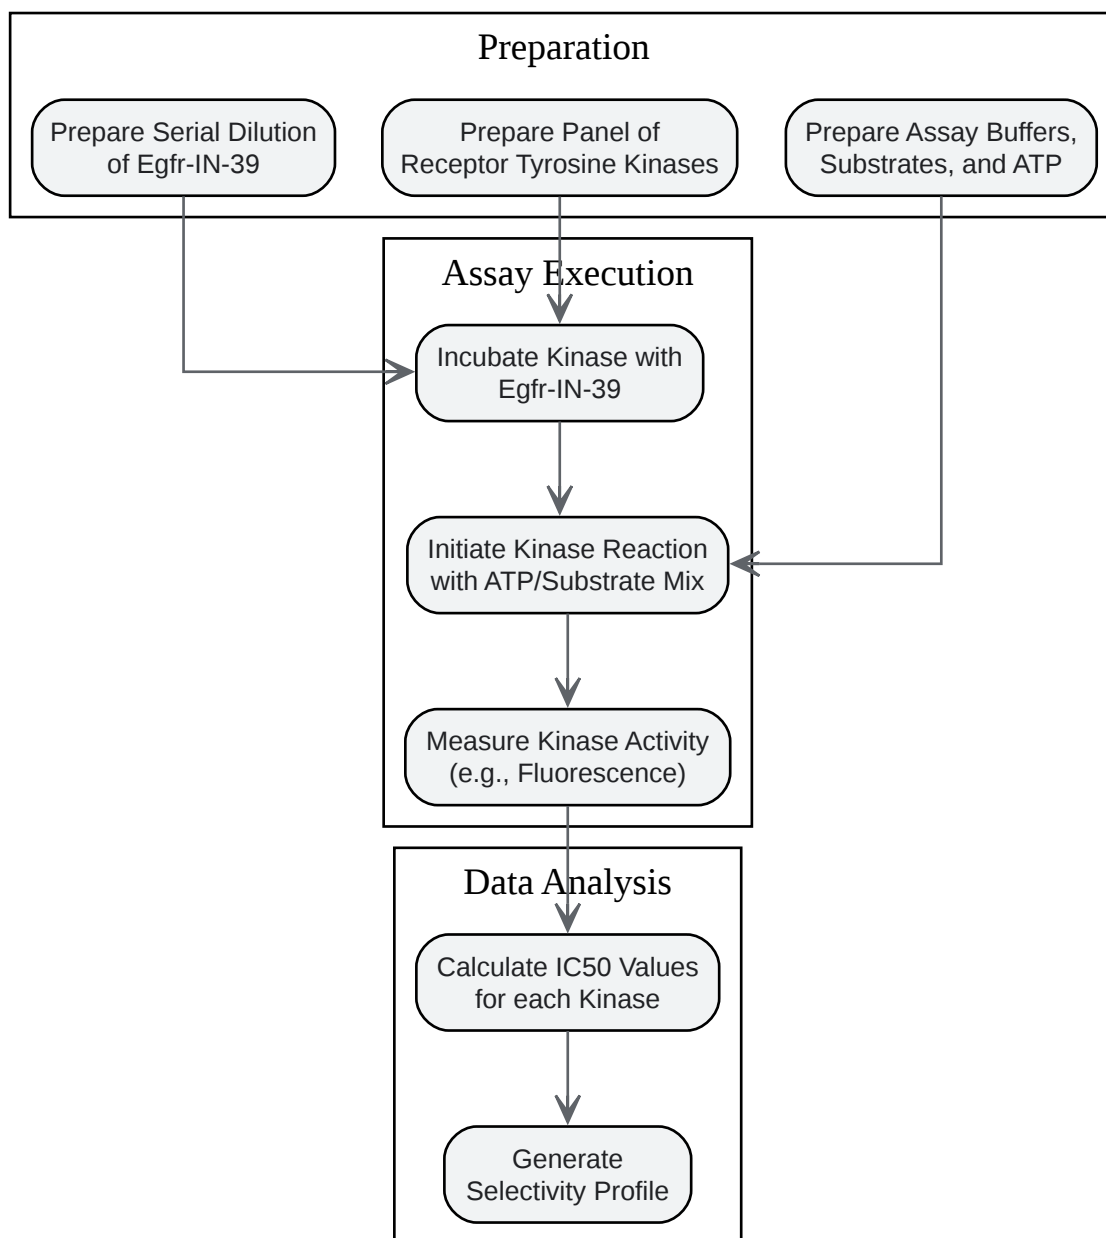 Preparation
Prepare Serial Dilution
of Egfr-IN-39
Prepare Panel of
Receptor Tyrosine Kinases
Prepare Assay Buffers,
Substrates, and ATP
Assay Execution
Incubate Kinase with
Egfr-IN-39
Initiate Kinase Reaction
with ATP/Substrate Mix
Measure Kinase Activity
(e.g., Fluorescence)
Data Analysis
Calculate IC50 Values
for each Kinase
Generate
Selectivity Profile